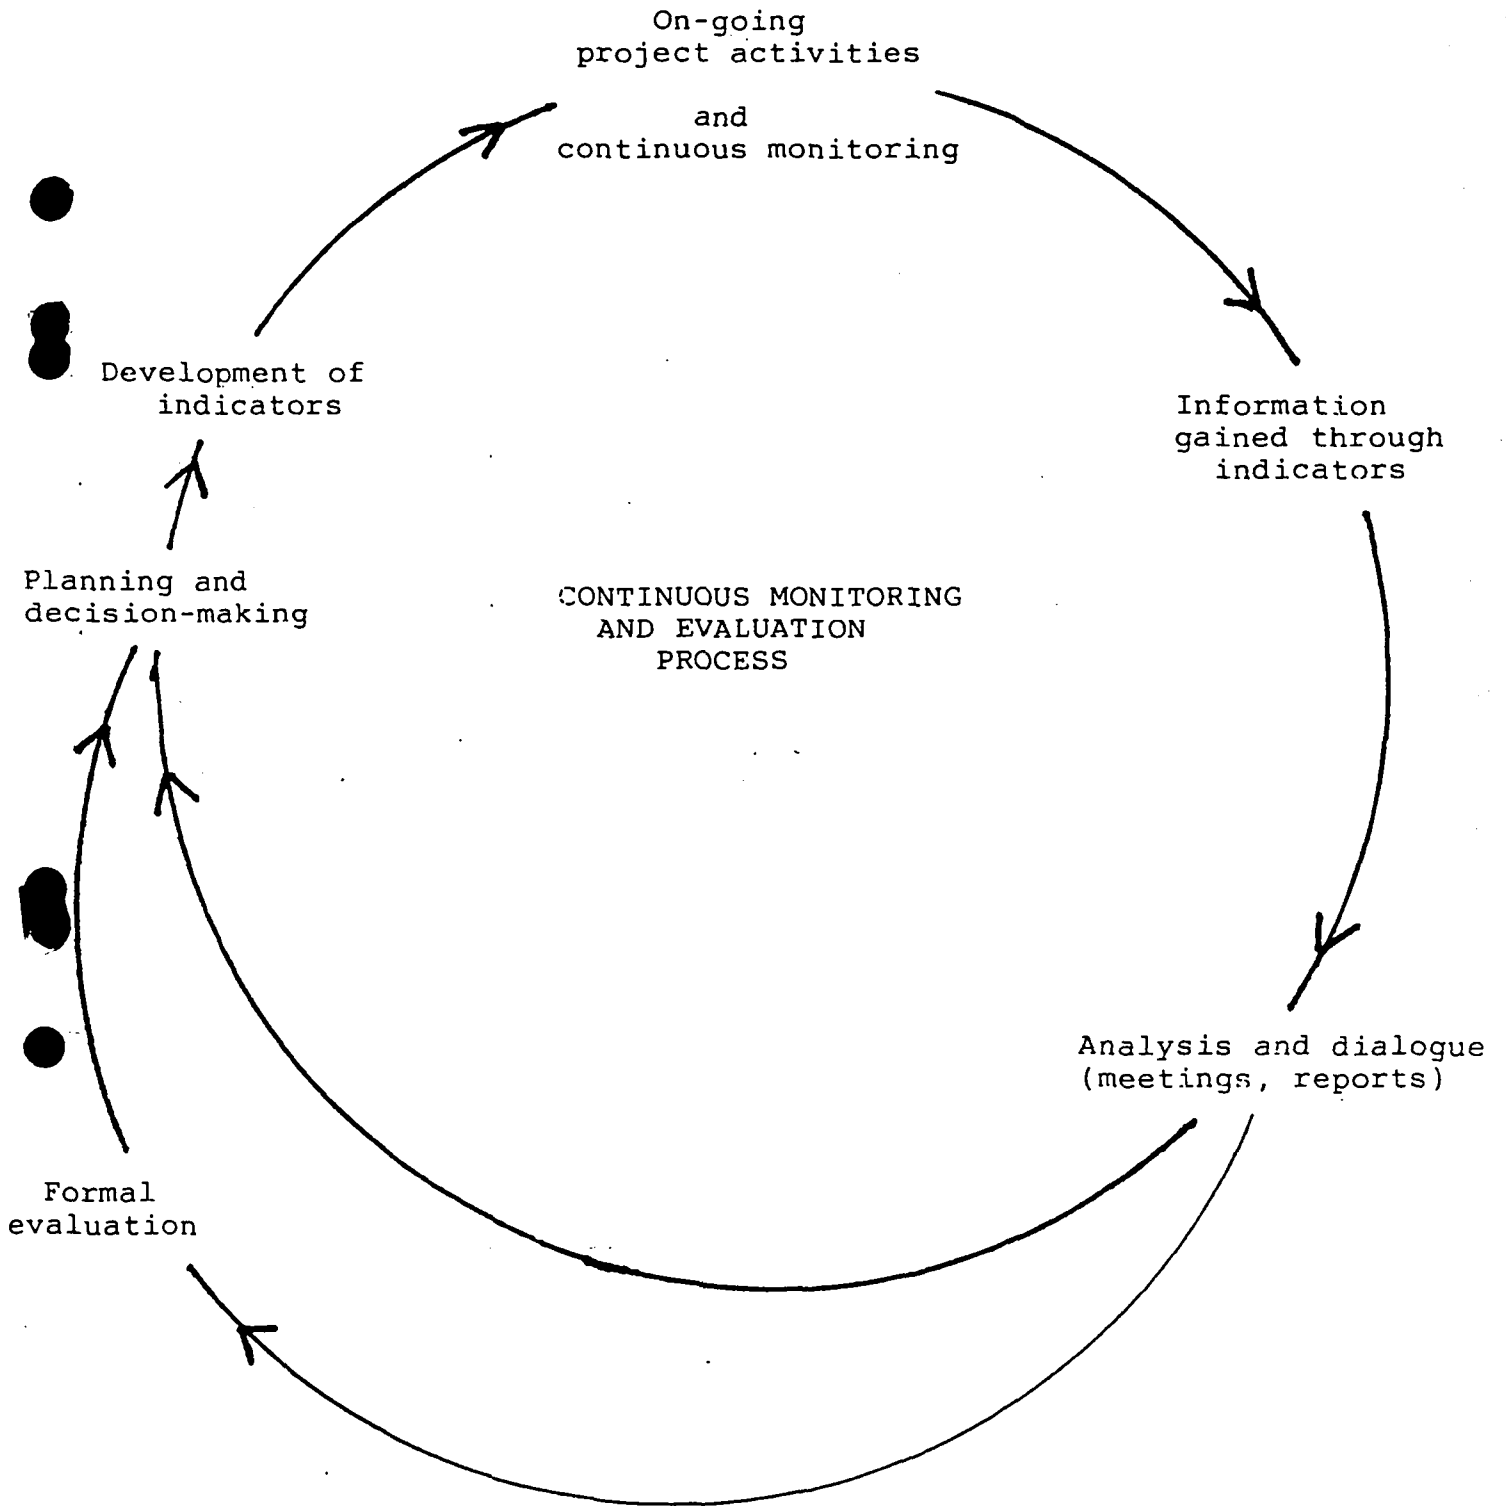 On-going
project activities
and
continuous monitoring
Development of
indicators
Information
gained through
indicators
Planning and
decision-making
CONTINUOUS MONITORING
AND EVALUATION
PROCESS
Analysis and dialogue
(meetings, reports)
Formal
evaluation